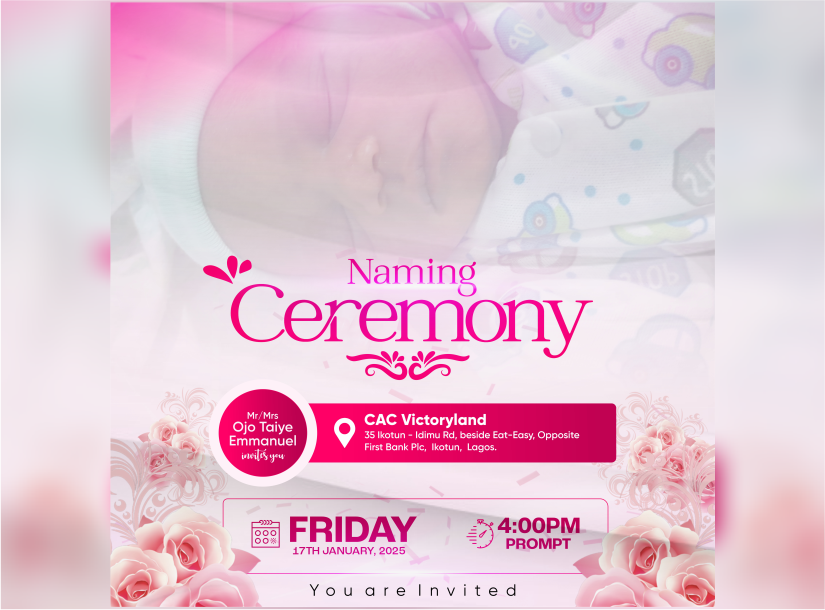 Naming
Ceremony
Mr/Mrs
Ojo Taiye
Emmanuel
invites you
CAC Victoryland
35 Ikotun - Idimu Rd, beside Eat-Easy, Opposite
First Bank Plc, Ikotun, Lagos.
FRIDAY
17TH JANUARY, 2025
4:00PM
PROMPT
You are Invited